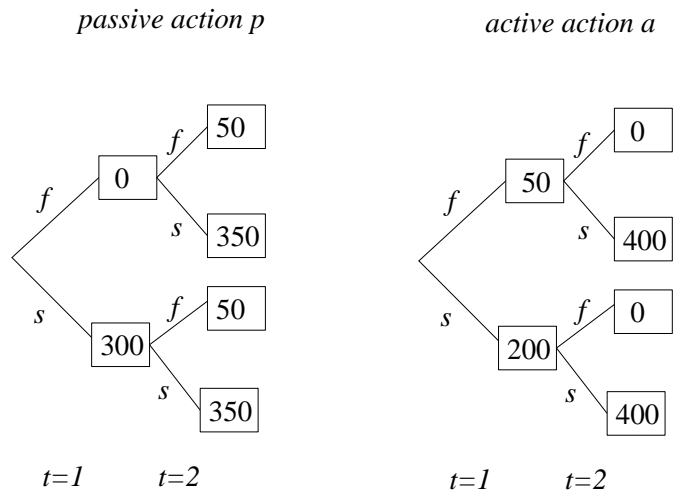 passive action p
active action a
50
f
0
f
s
350
s
50
f
300
s
350
t=1
t=2
0
f
50
f
s
400
s
0
f
200
s
400
t=1
t=2